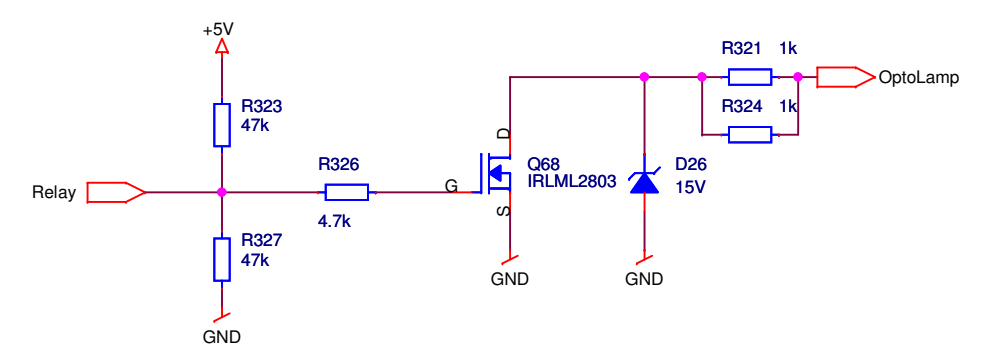 +5V
R321 1k
OptoLamp
R323
47k
R324 1k
D
R326
Q68
IRLML2803
D26
15V
Relay
G
4.7k
S
R327
47k
GND
GND
GND